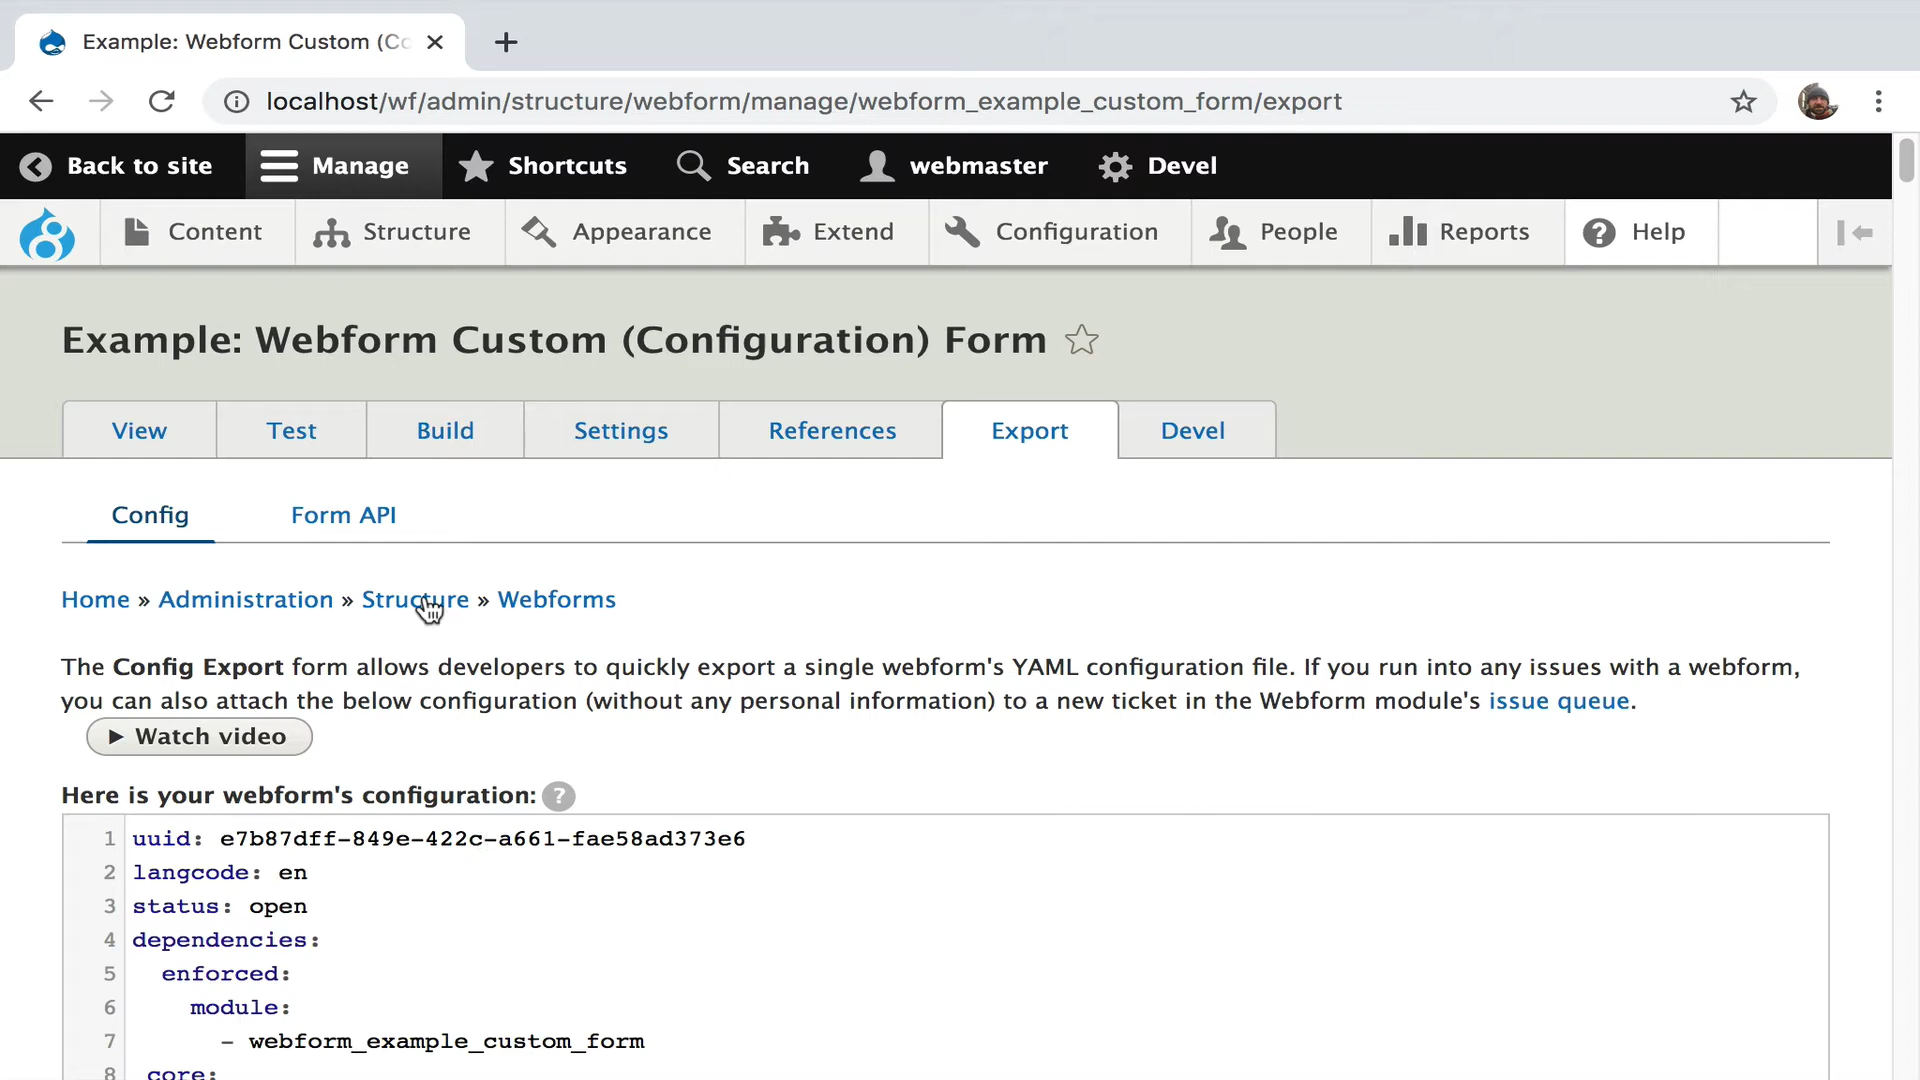 Example: Webform Custom (Co
localhost/wf/admin/structure/webform/manage/webform_example_custom_form/export
Back to site Manage Shortcuts Search webmaster Devel
Content Structure Appearance Extend Configuration People Reports Help
Example: Webform Custom (Configuration) Form
View Test Build Settings References Export Devel
Config Form API
Home » Administration » Structure » Webforms
The Config Export form allows developers to quickly export a single webform's YAML configuration file. If you run into any issues with a webform,
you can also attach the below configuration (without any personal information) to a new ticket in the Webform module's issue queue.
► Watch video
Here is your webform's configuration: ?
1 uuid: e7b87dff-849e-422c-a661-fae58ad373e6
2 langcode: en
3 status: open
4 dependencies:
5 enforced:
6 module:
7 - webform_example_custom_form
8 core: